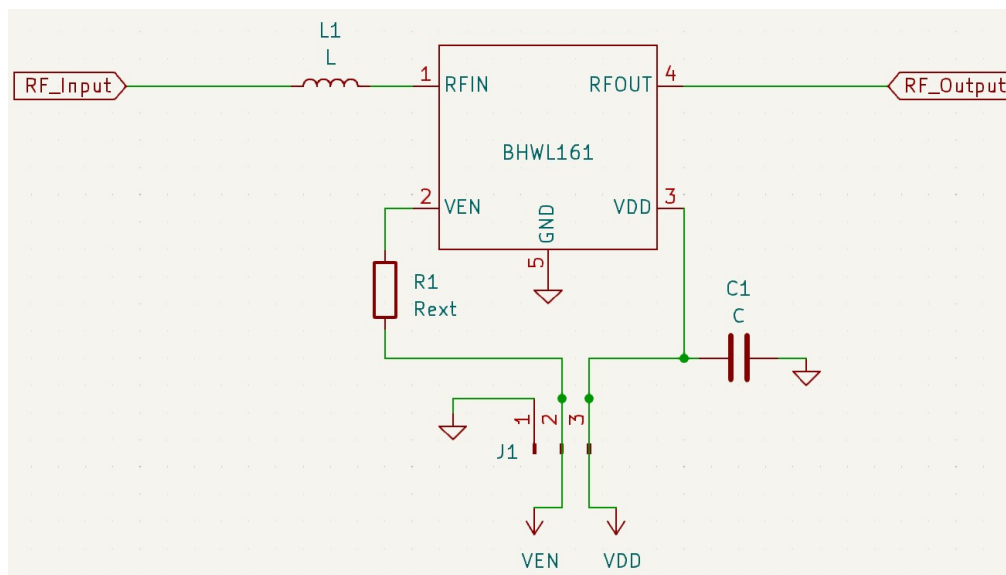 L1
L
RF_Input
1
RFIN
RFOUT
4
RF_Output
BHWL161
2
VEN
VDD
3
GND
5
R1
Rext
C1
C
1
2
3
J1
VEN
VDD